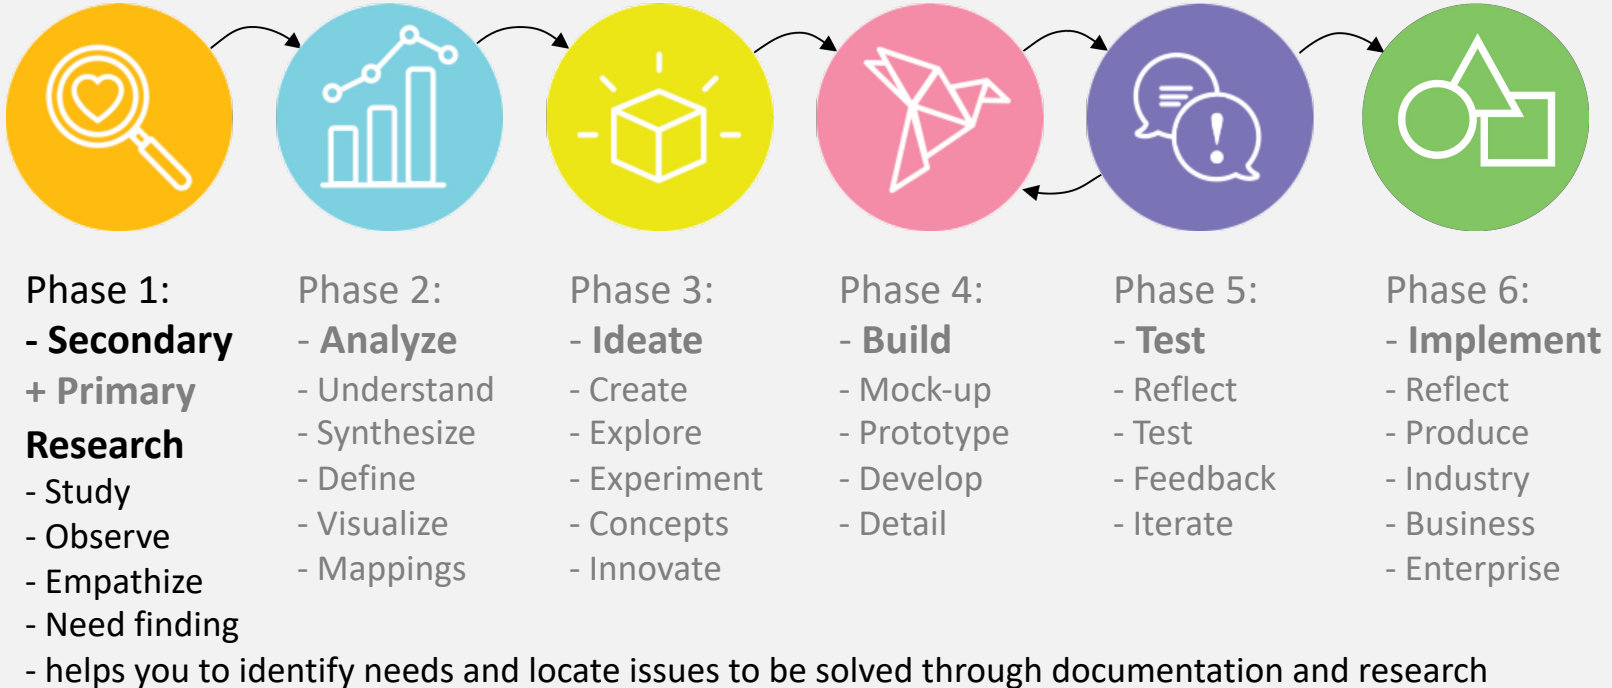 Phase 1:
- Secondary
+ Primary
Research
- Study
- Observe
- Empathize
- Need finding
- helps you to identify needs and locate issues to be solved through documentation and research
Phase 2:
- Analyze
- Understand
- Synthesize
- Define
- Visualize
- Mappings
Phase 3:
- Ideate
- Create
- Explore
- Experiment
- Concepts
- Innovate
Phase 4:
- Build
- Mock-up
- Prototype
- Develop
- Detail
Phase 5:
- Test
- Reflect
- Test
- Feedback
- Iterate
Phase 6:
- Implement
- Reflect
- Produce
- Industry
- Business
- Enterprise